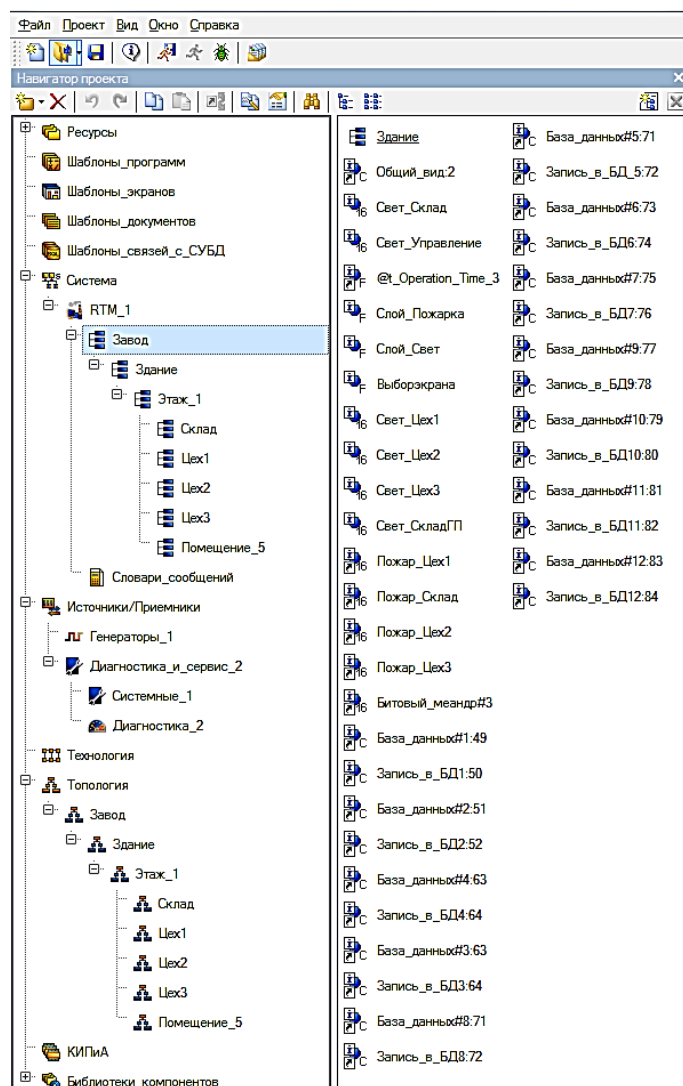 Файл Проект Вид Окно Справка
Навигатор проекта
Ресурсы
Шаблоны_программ
Шаблоны_экранов
Шаблоны_документов
Шаблоны_связей_с_СУБД
Система
RTM_1
Завод
Здание
Этаж_1
Склад
Цех1
Цех2
Цех3
Помещение_5
Словари_сообщений
Источники/Приемники
Генераторы_1
Диагностика_и_сервис_2
Системные_1
Диагностика_2
Технология
Топология
Завод
Здание
Этаж_1
Склад
Цех1
Цех2
Цех3
Помещение_5
КИПиА
Библиотеки_компонентов
Здание
Общий_вид:2
Свет_Склад
Свет_Управление
@t_Operation_Time_3
Слой_Пожарка
Слой_Свет
Выборэкрана
Свет_Цех1
Свет_Цех2
Свет_Цех3
Свет_СкладГП
Пожар_Цех1
Пожар_Склад
Пожар_Цех2
Пожар_Цех3
Битовый_меандр#3
База_данных#1:49
Запись_в_БД1:50
База_данных#2:51
Запись_в_БД2:52
База_данных#4:63
Запись_в_БД4:64
База_данных#3:63
Запись_в_БД3:64
База_данных#8:71
Запись_в_БД8:72
База_данных#5:71
Запись_в_БД_5:72
База_данных#6:73
Запись_в_БД6:74
База_данных#7:75
Запись_в_БД7:76
База_данных#9:77
Запись_в_БД9:78
База_данных#10:79
Запись_в_БД10:80
База_данных#11:81
Запись_в_БД11:82
База_данных#12:83
Запись_в_БД12:84